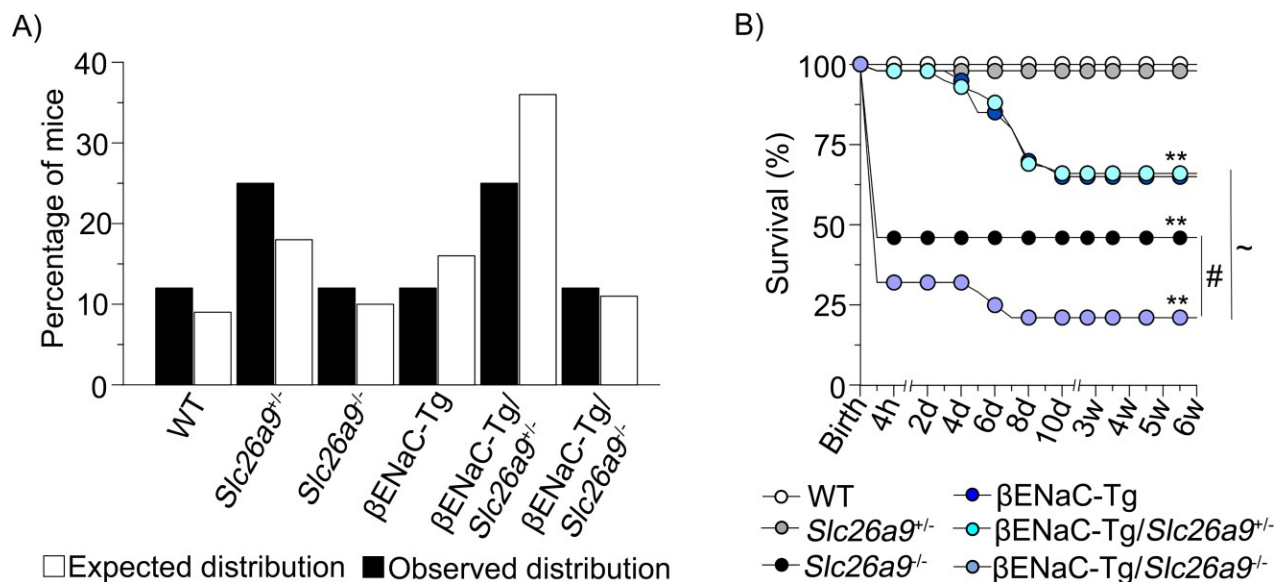 A)
Percentage of mice
40
30
20
10
0
WT
Slc26a9+/-
Slc26a9-/-
βENaC-Tg
βENaC-Tg/
Slc26a9+/-
βENaC-Tg/
Slc26a9-/-
Expected distribution
Observed distribution
B)
Survival (%)
100
75
50
25
0
**
**
**
#
~
Birth
4h
2d
4d
6d
8d
10d
3w
4w
5w
6w
WT
Slc26a9+/-
Slc26a9-/-
βENaC-Tg
βENaC-Tg/Slc26a9+/-
βENaC-Tg/Slc26a9-/-